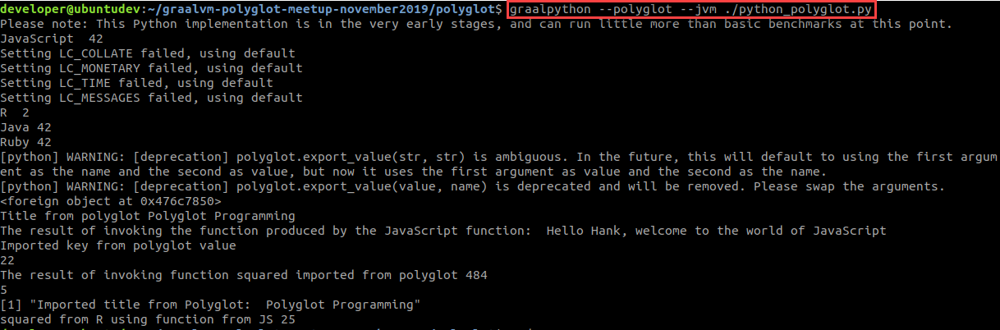 developer@ubuntudev:~/graalvm-polyglot-meetup-november2019/polyglot$ graalpython --polyglot --jvm ./python_polyglot.py
Please note: This Python implementation is in the very early stages, and can run little more than basic benchmarks at this point.
JavaScript  42
Setting LC_COLLATE failed, using default
Setting LC_MONETARY failed, using default
Setting LC_TIME failed, using default
Setting LC_MESSAGES failed, using default
R  2
Java 42
Ruby 42
[python] WARNING: [deprecation] polyglot.export_value(str, str) is ambiguous. In the future, this will default to using the first argum
ent as the name and the second as value, but now it uses the first argument as value and the second as the name.
[python] WARNING: [deprecation] polyglot.export_value(value, name) is deprecated and will be removed. Please swap the arguments.
<foreign object at 0x476c7850>
Title from polyglot Polyglot Programming
The result of invoking the function produced by the JavaScript function:  Hello Hank, welcome to the world of JavaScript
Imported key from polyglot value
22
The result of invoking function squared imported from polyglot 484
5
[1] "Imported title from Polyglot:  Polyglot Programming"
squared from R using function from JS 25